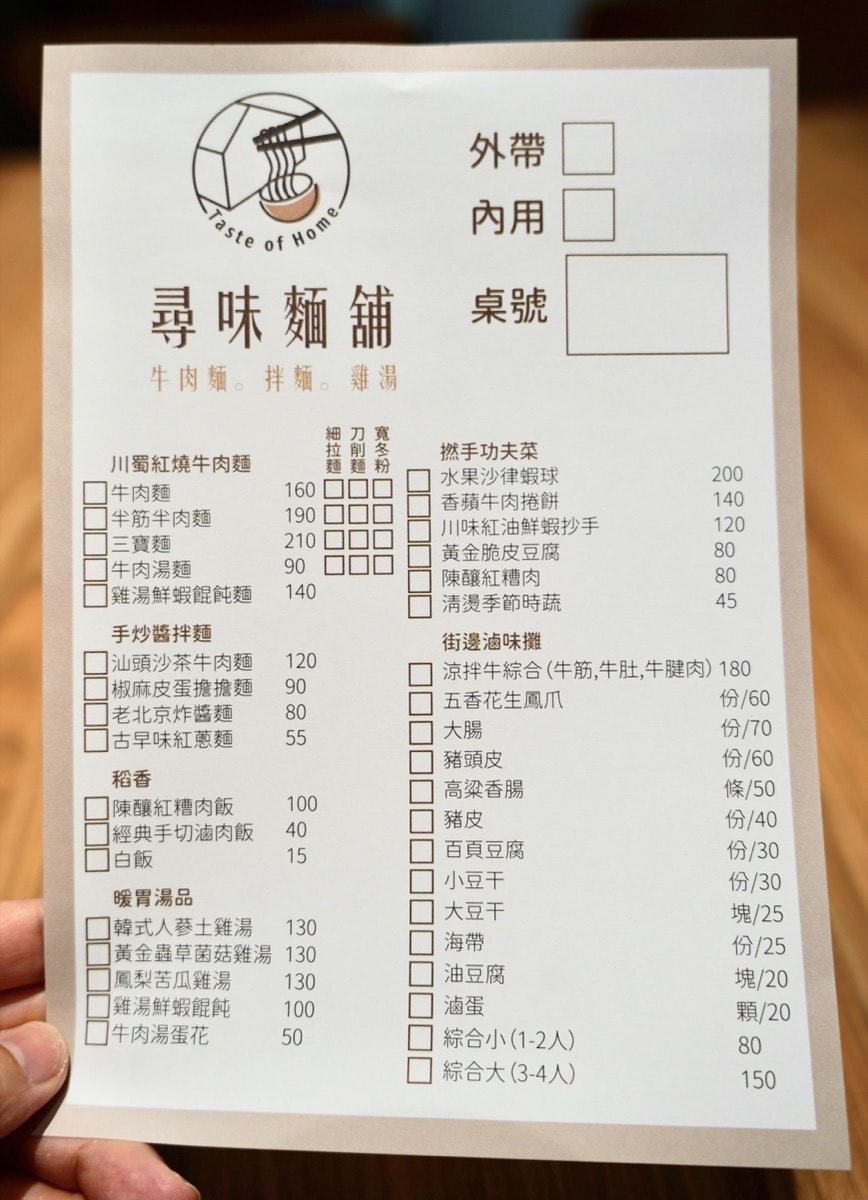 Taste of Home
尋味麵舖
牛肉麵。拌麵。雞湯
外帶
內用
桌號
細拉麵 刀削麵 寬冬粉
川蜀紅燒牛肉麵
牛肉麵 160
半筋半肉麵 190
三寶麵 210
牛肉湯麵 90
雞湯鮮蝦餛飩麵 140
手炒醬拌麵
汕頭沙茶牛肉麵 120
椒麻皮蛋擔擔麵 90
老北京炸醬麵 80
古早味紅蔥麵 55
稻香
陳釀紅糟肉飯 100
經典手切滷肉飯 40
白飯 15
暖胃湯品
韓式人蔘土雞湯 130
黃金蟲草菌菇雞湯 130
鳳梨苦瓜雞湯 130
雞湯鮮蝦餛飩 100
牛肉湯蛋花 50
撚手功夫菜
水果沙律蝦球 200
香蘋牛肉捲餅 140
川味紅油鮮蝦抄手 120
黃金脆皮豆腐 80
陳釀紅糟肉 80
清燙季節時蔬 45
街邊滷味攤
涼拌牛綜合(牛筋,牛肚,牛腱肉) 180
五香花生鳳爪 份/60
大腸 份/70
豬頭皮 份/60
高粱香腸 條/50
豬皮 份/40
百頁豆腐 份/30
小豆干 份/30
大豆干 塊/25
海帶 份/25
油豆腐 塊/20
滷蛋 顆/20
綜合小(1-2人) 80
綜合大(3-4人) 150